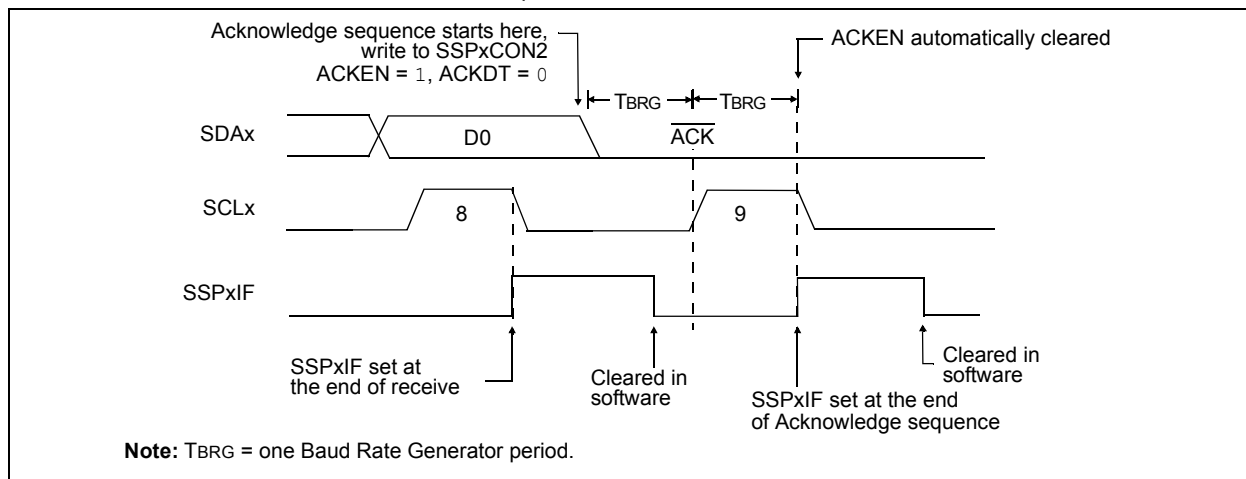 Acknowledge sequence starts here,
write to SSPxCON2
ACKEN = 1, ACKDT = 0
ACKEN automatically cleared
TBRG
TBRG
SDAx
D0
ACK
SCLx
8
9
SSPxIF
SSPxIF set at
the end of receive
Cleared in
software
SSPxIF set at the end
of Acknowledge sequence
Cleared in
software
Note: TBRG = one Baud Rate Generator period.